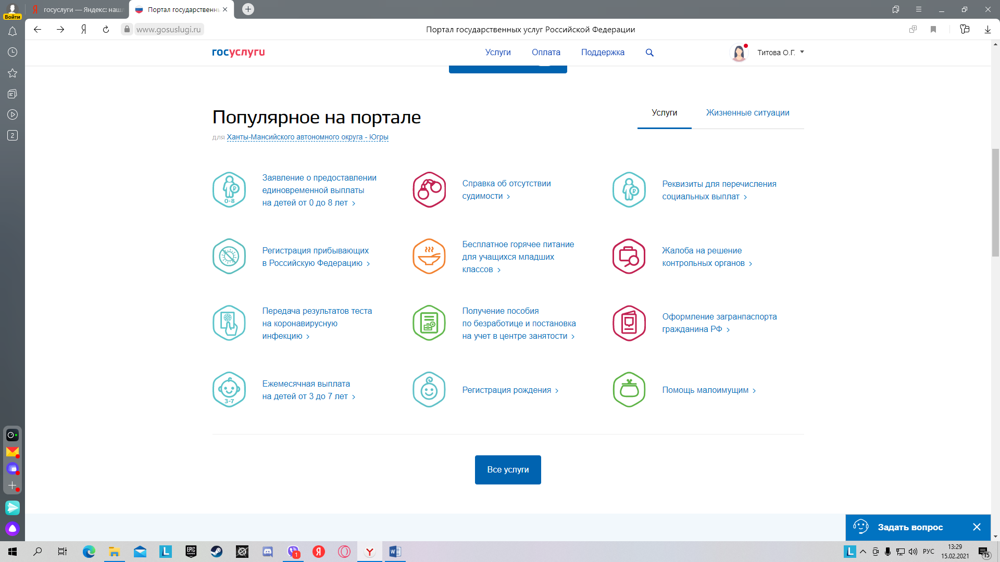 Войти
госуслуги — Яндекс: наш
Портал государственн
www.gosuslugi.ru
Портал государственных услуг Российской Федерации
госуслуги
Услуги
Оплата
Поддержка
Титова О.Г.
2
Популярное на портале
для Ханты-Мансийского автономного округа - Югры
Услуги
Жизненные ситуации
0-8
Заявление о предоставлении
единовременной выплаты
на детей от 0 до 8 лет
Справка об отсутствии
судимости
Реквизиты для перечисления
социальных выплат
Регистрация прибывающих
в Российскую Федерацию
Бесплатное горячее питание
для учащихся младших
классов
Жалоба на решение
контрольных органов
Передача результатов теста
на коронавирусную
инфекцию
Получение пособия
по безработице и постановка
на учет в центре занятости
Оформление загранпаспорта
гражданина РФ
3-7
Ежемесячная выплата
на детей от 3 до 7 лет
Регистрация рождения
Помощь малоимущим
Все услуги
Задать вопрос
L
EPIC
GAMES
1
Я
Y
W
L
РУС
13:29
15.02.2021
15